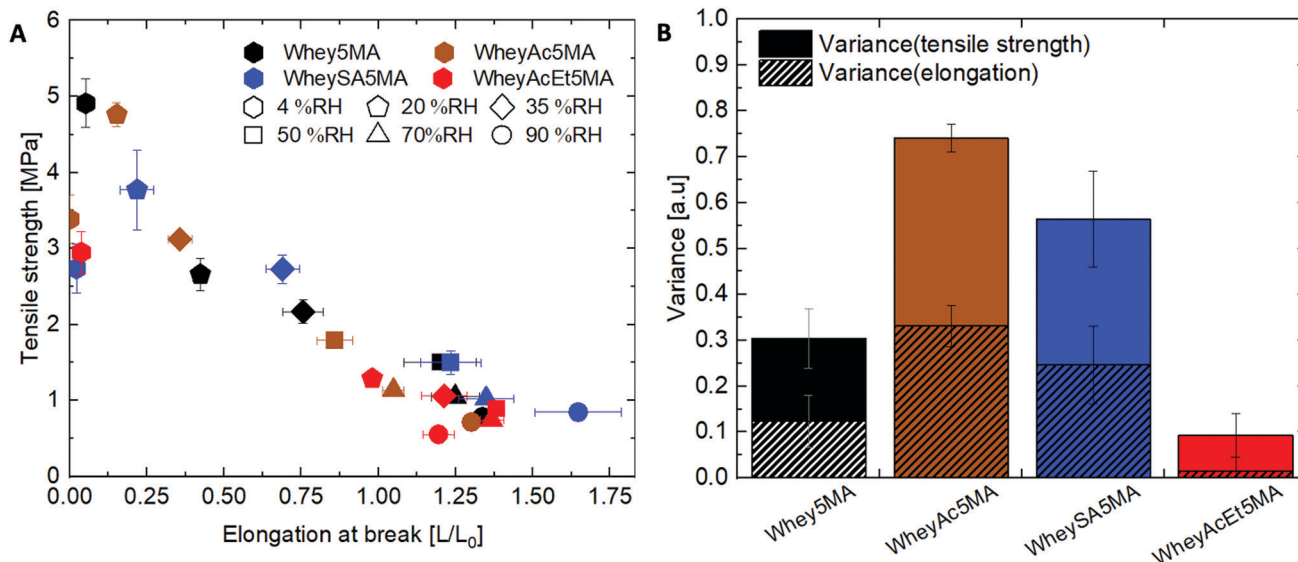 A
Whey5MA WheyAc5MA
WheySA5MA WheyAcEt5MA
4 %RH 20 %RH 35 %RH
50 %RH 70%RH 90 %RH
Tensile strength [MPa]
6
5
4
3
2
1
0
0.00 0.25 0.50 0.75 1.00 1.25 1.50 1.75
Elongation at break [L/L₀]
B
Variance(tensile strength)
Variance(elongation)
Variance [a.u]
1.0
0.9
0.8
0.7
0.6
0.5
0.4
0.3
0.2
0.1
0.0
Whey5MA WheyAc5MA WheySA5MA WheyAcEt5MA